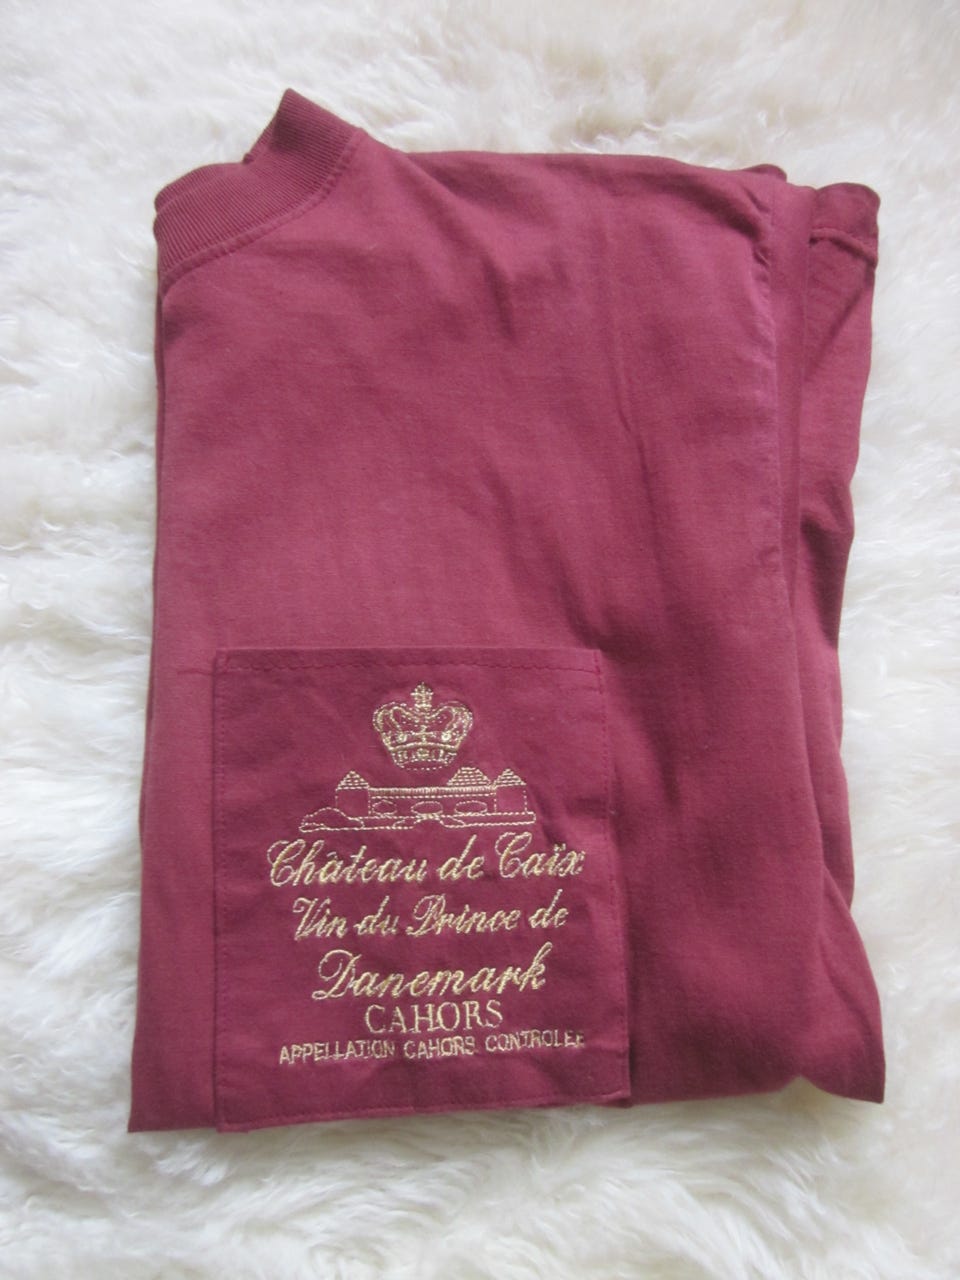 Château de Caïx
Vin du Prince de
Danemark
CAHORS
APPELLATION CAHORS CONTROLEE